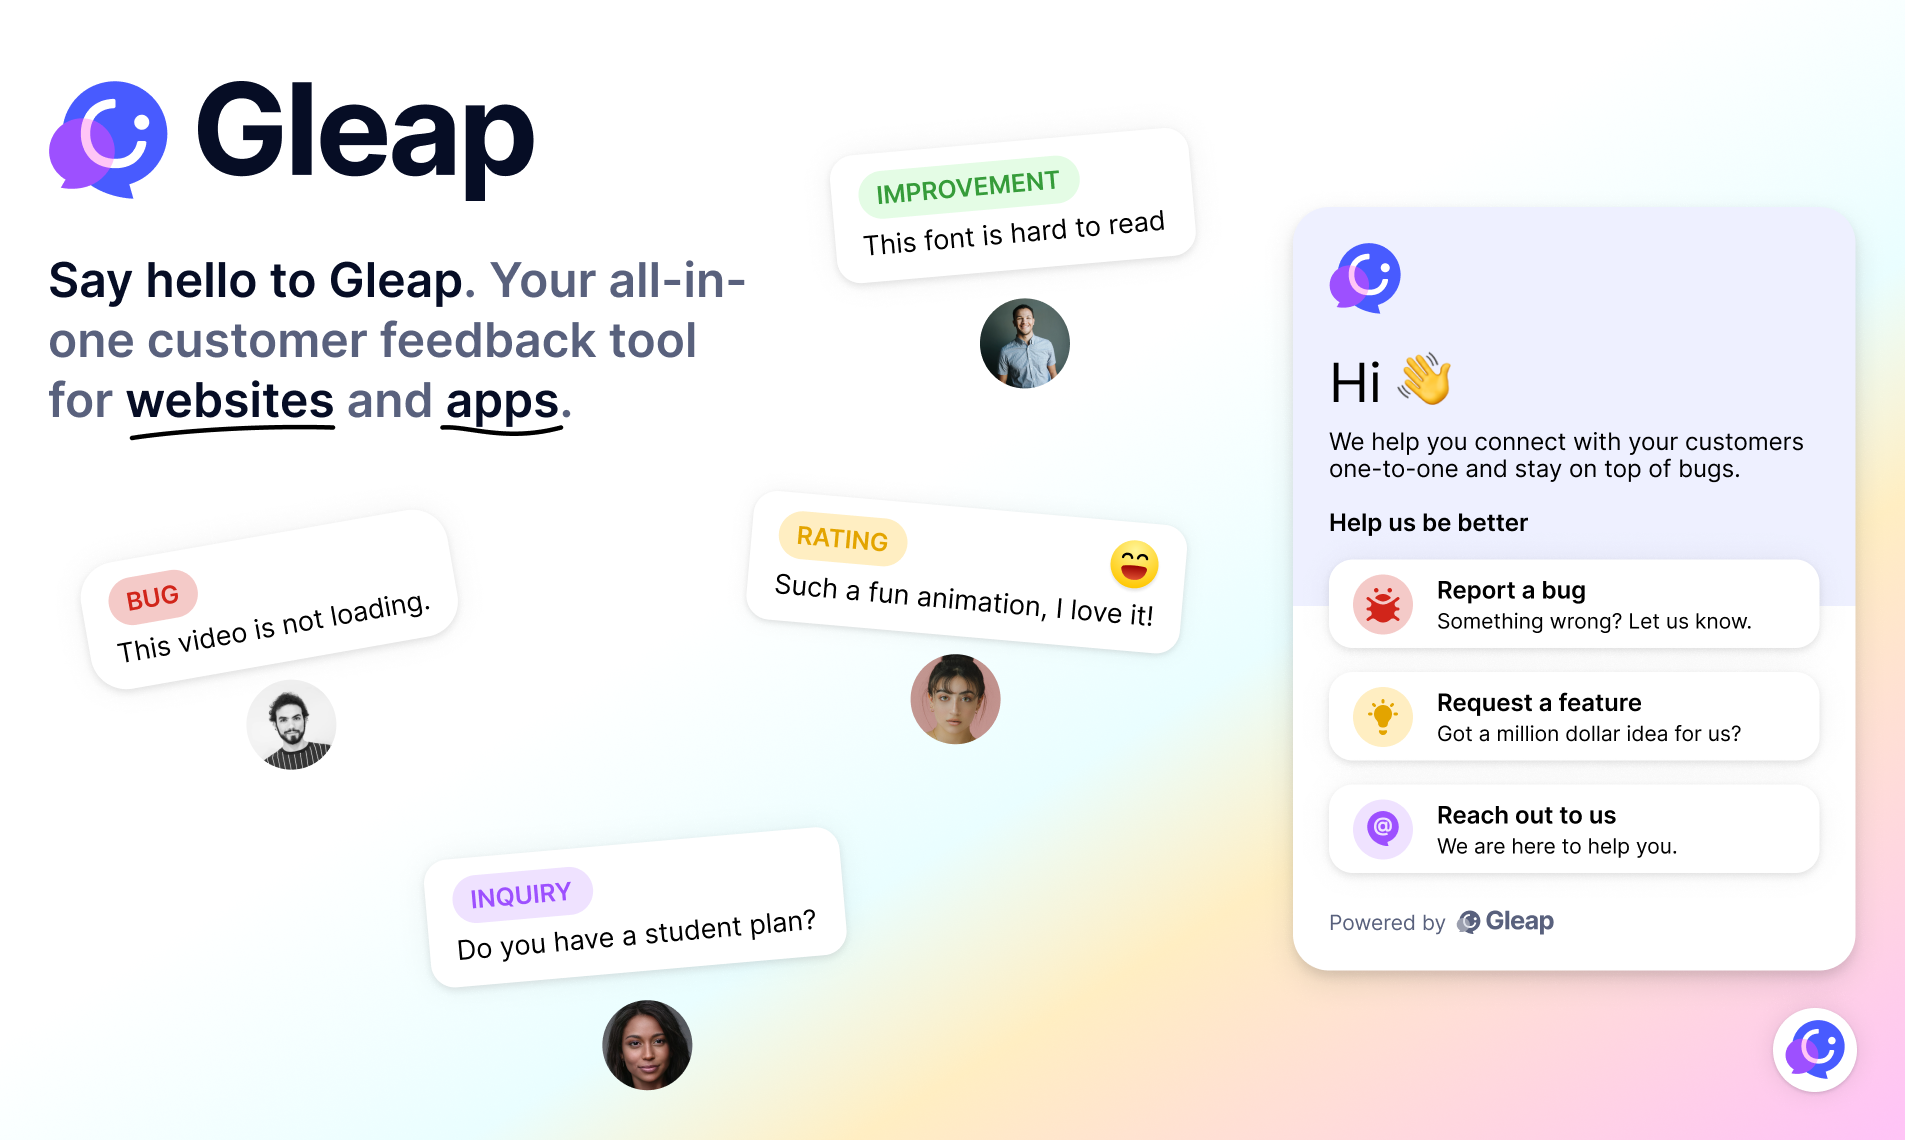 Gleap
Say hello to Gleap. Your all-in-
one customer feedback tool
for websites and apps.
IMPROVEMENT
This font is hard to read
BUG
This video is not loading.
RATING
Such a fun animation, I love it!
INQUIRY
Do you have a student plan?
Hi
We help you connect with your customers
one-to-one and stay on top of bugs.
Help us be better
Report a bug
Something wrong? Let us know.
Request a feature
Got a million dollar idea for us?
@
Reach out to us
We are here to help you.
Powered by Gleap